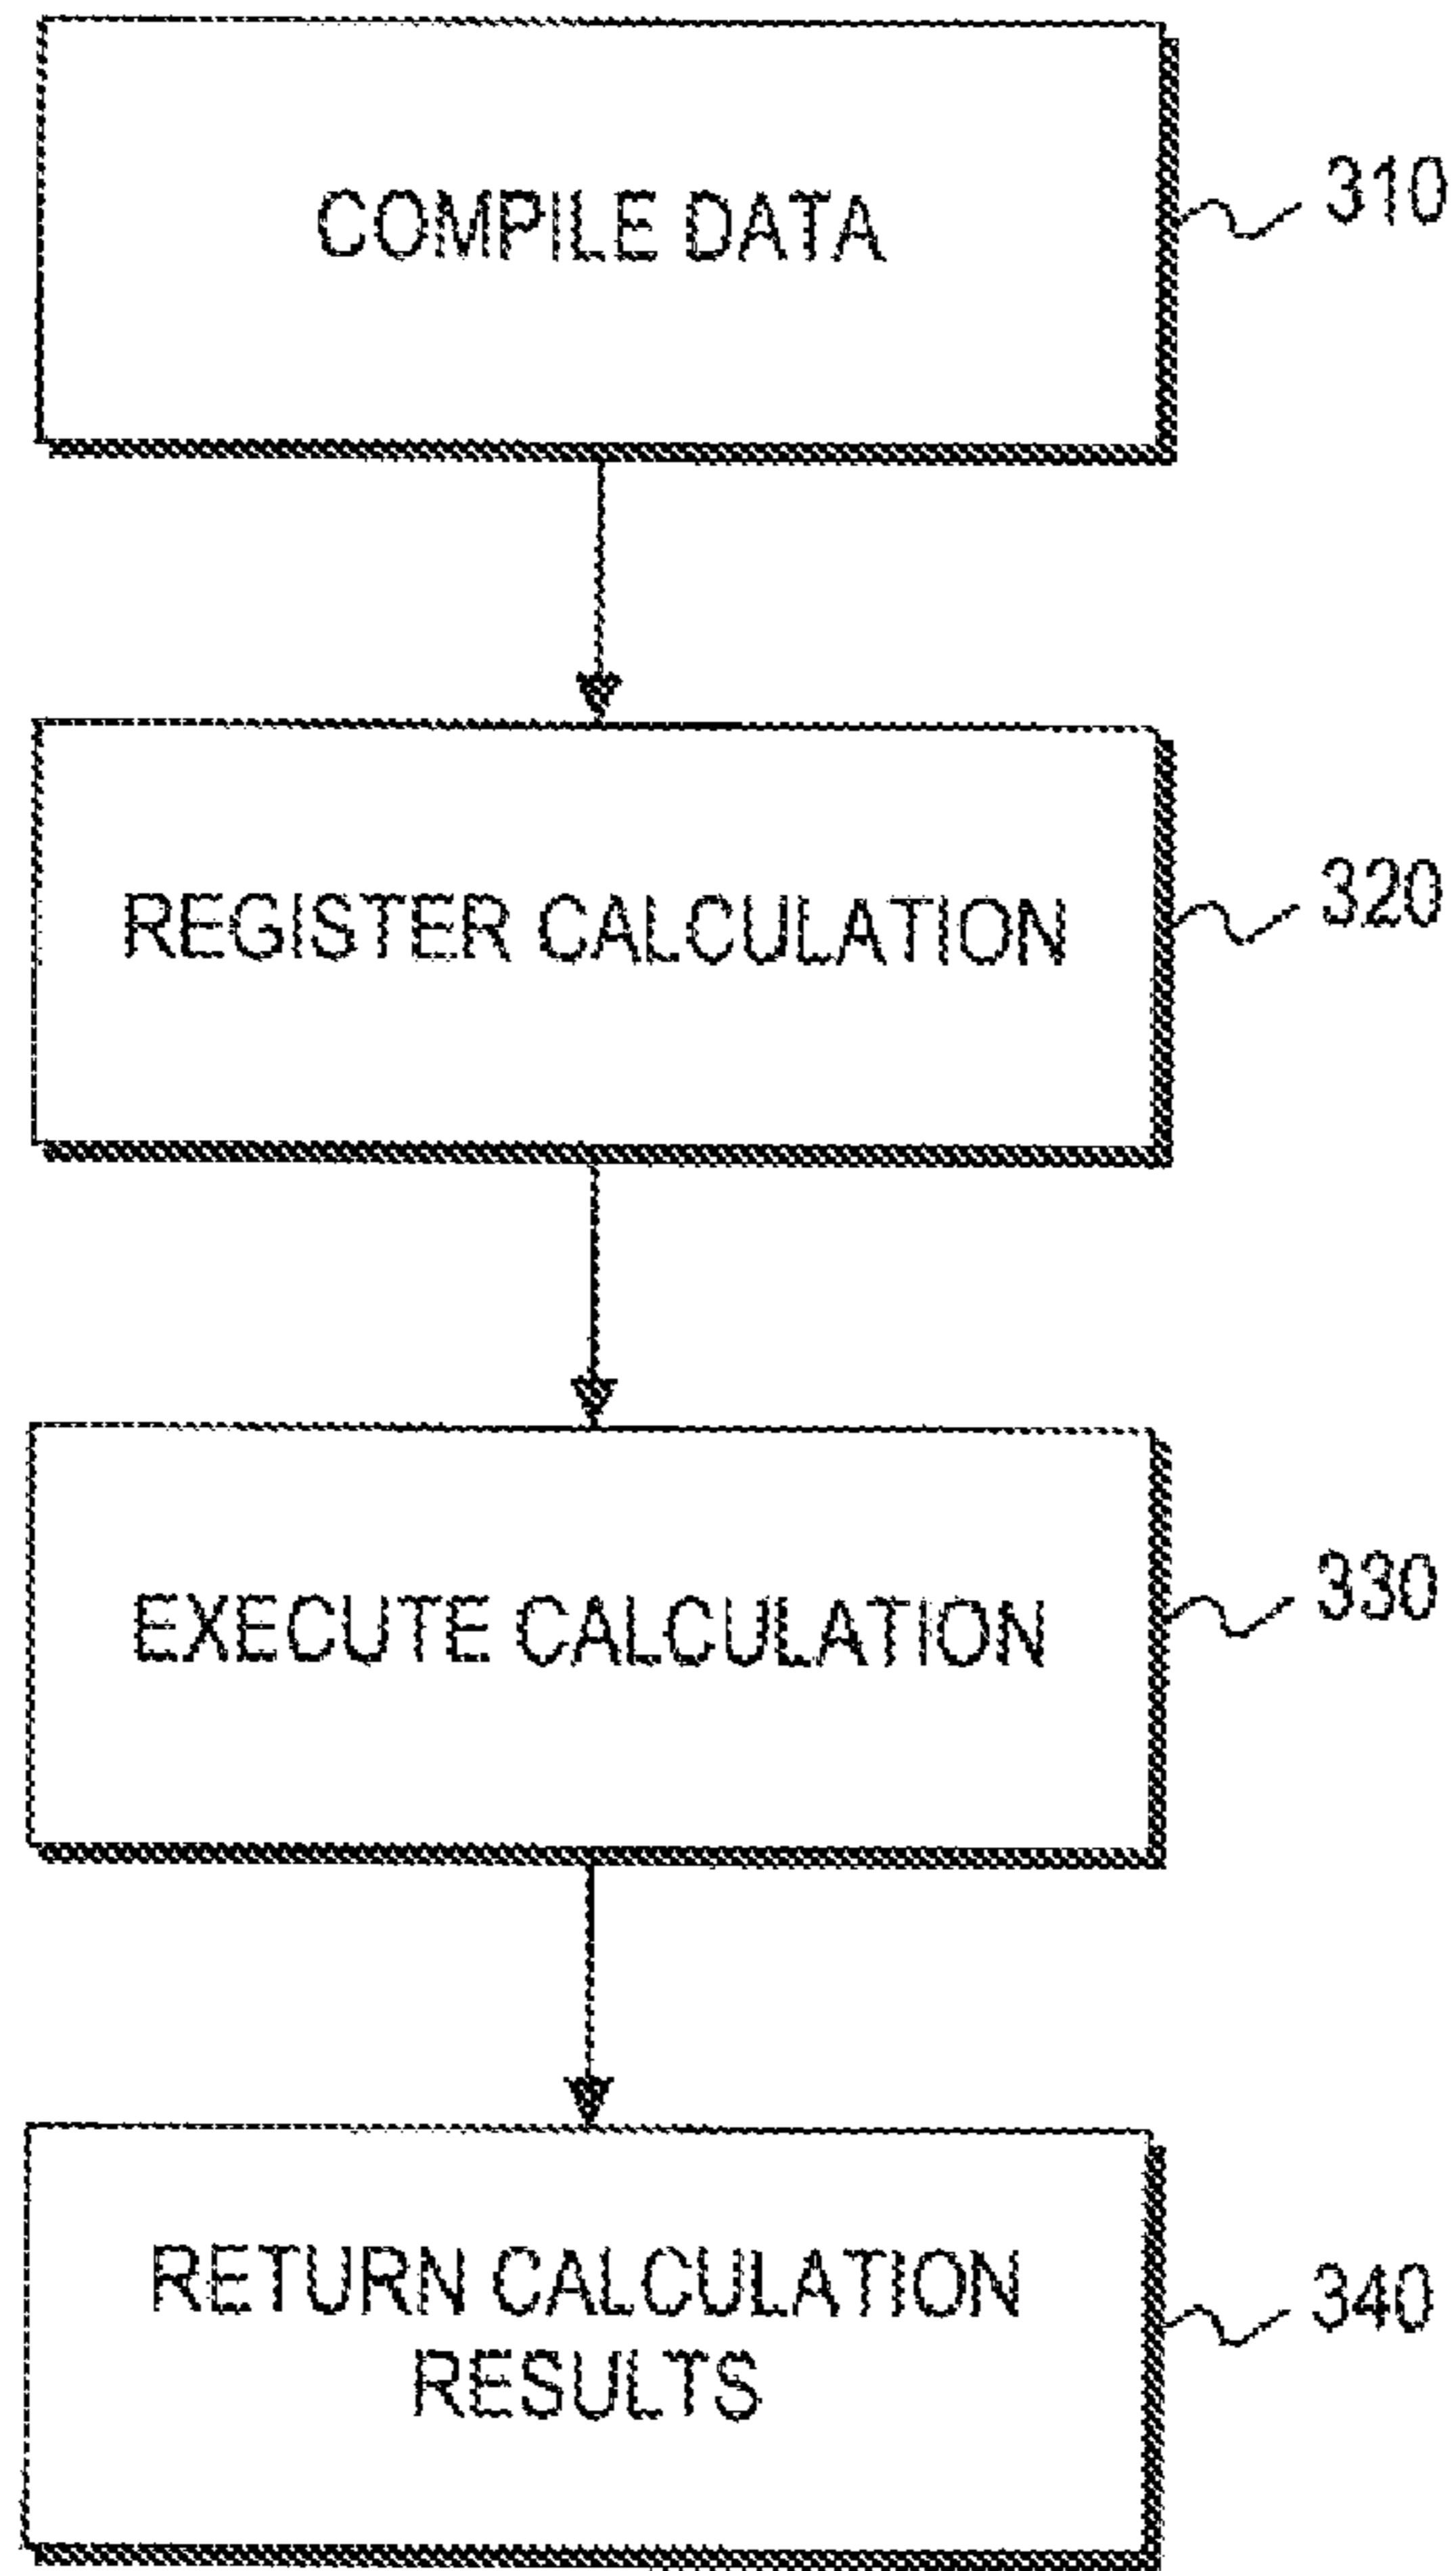 COMPILE DATA
310
REGISTER CALCULATION
320
EXECUTE CALCULATION
330
RETURN CALCULATION
RESULTS
340